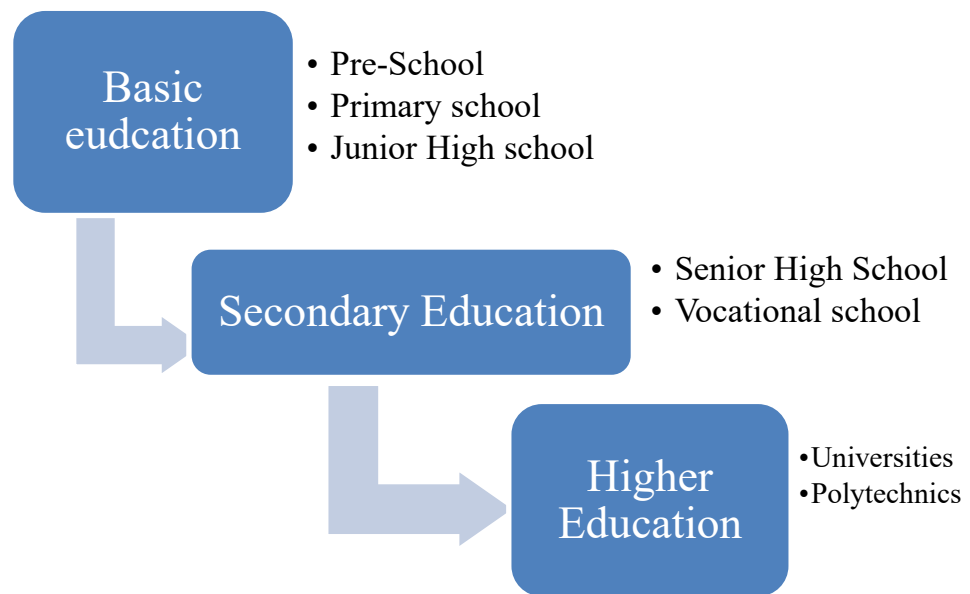 Basic
eudcation
• Pre-School
• Primary school
• Junior High school
Secondary Education
• Senior High School
• Vocational school
Higher
Education
•Universities
•Polytechnics